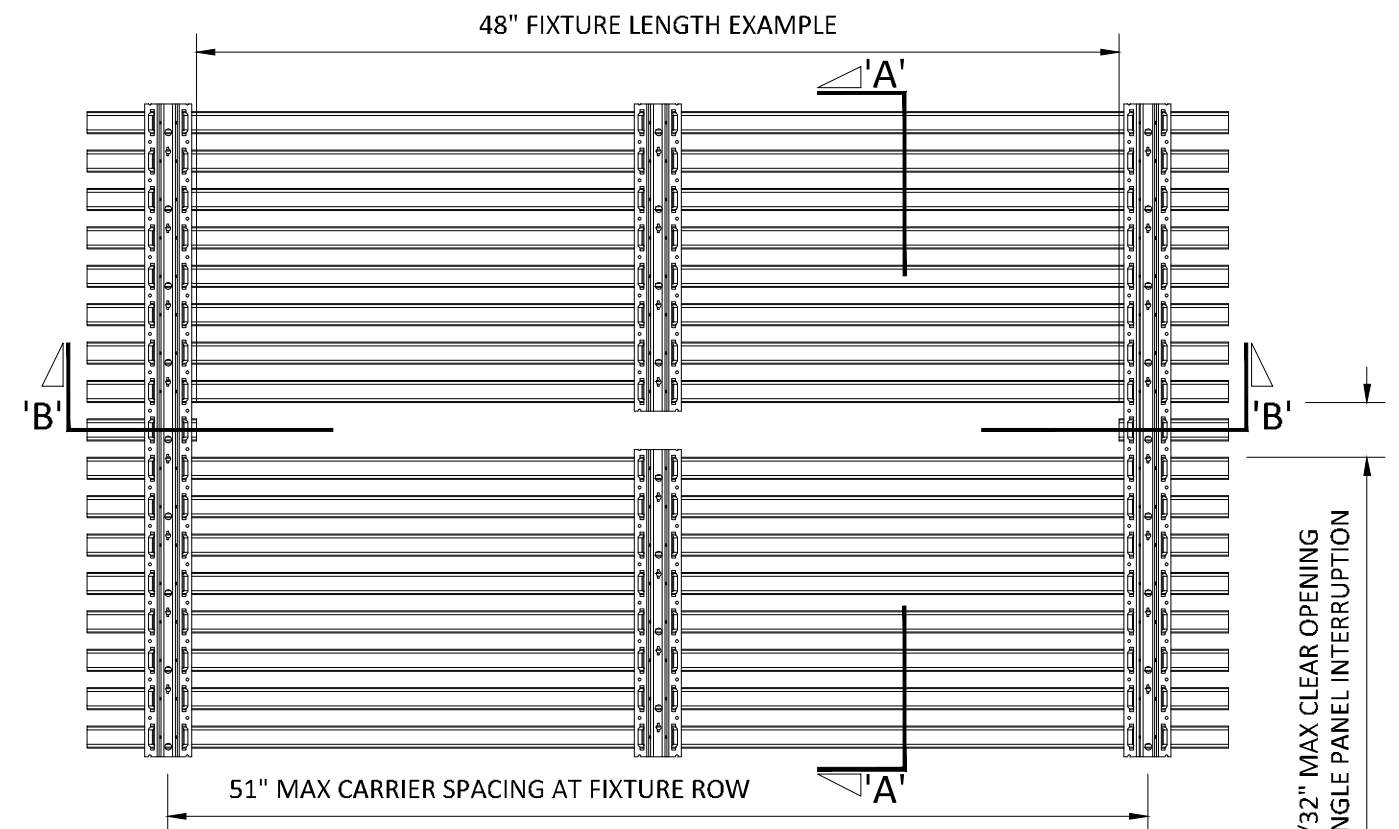 48" FIXTURE LENGTH EXAMPLE
'A'
'B'
'B'
51" MAX CARRIER SPACING AT FIXTURE ROW
'A'
/32" MAX CLEAR OPENING
NGLE PANEL INTERRUPTION